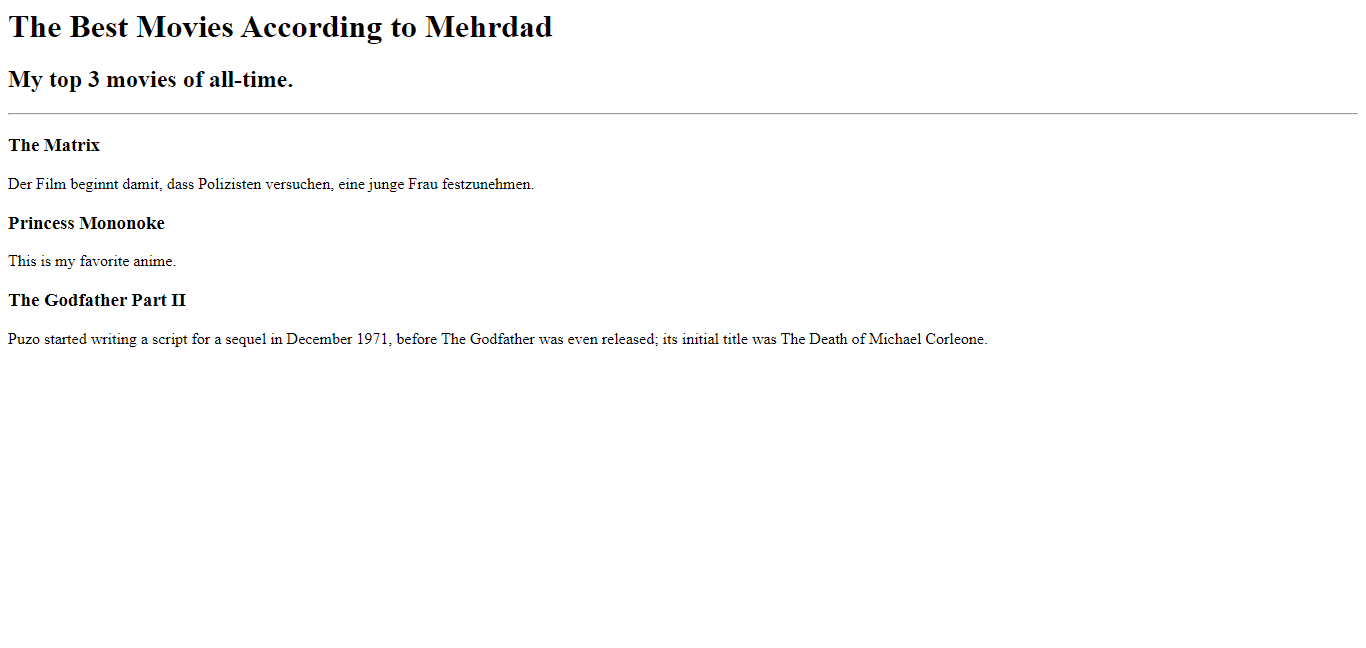 The Best Movies According to Mehrdad
My top 3 movies of all-time.
The Matrix
Der Film beginnt damit, dass Polizisten versuchen, eine junge Frau festzunehmen.
Princess Mononoke
This is my favorite anime.
The Godfather Part II
Puzo started writing a script for a sequel in December 1971, before The Godfather was even released; its initial title was The Death of Michael Corleone.